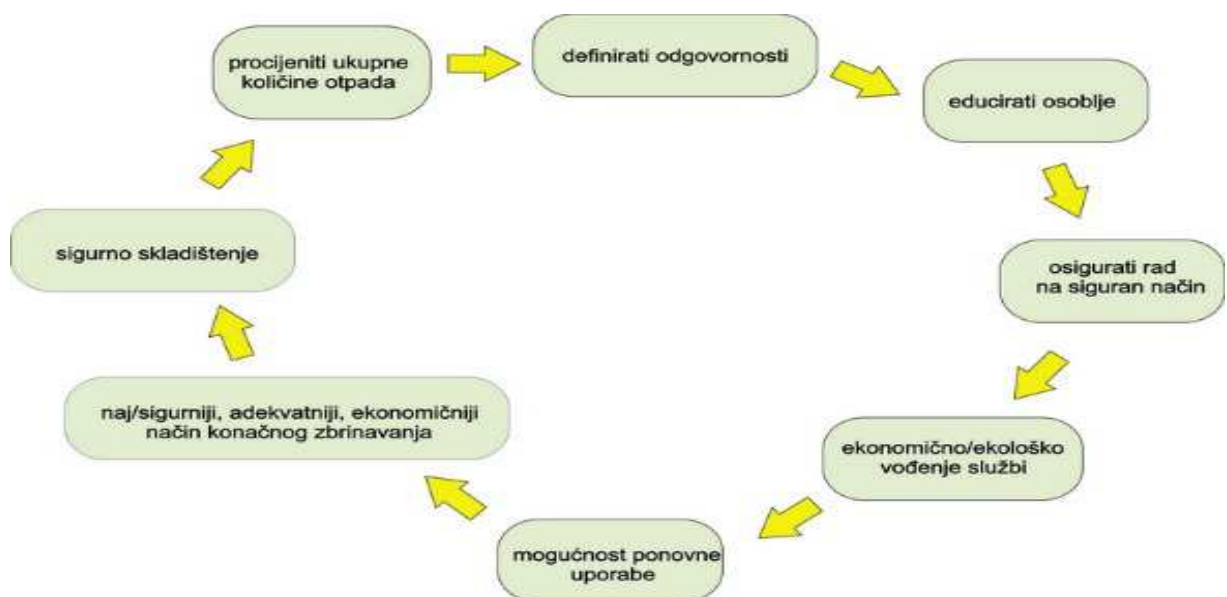 procijeniti ukupne
količine otpada
definirati odgovornosti
educirati osoblje
osigurati rad
na siguran način
ekonomično/ekološko
vođenje službi
mogućnost ponovne
uporabe
naj/sigurniji, adekvatniji, ekonomičniji
način konačnog zbrinavanja
sigurno skladištenje